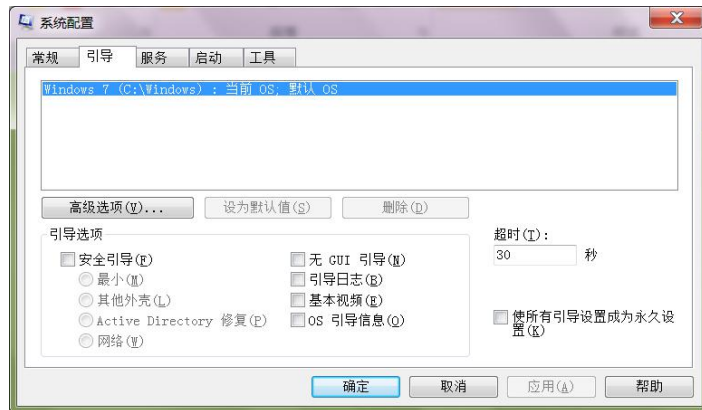 系统配置
常规 引导 服务 启动 工具
Windows 7 (C:\Windows) : 当前 OS; 默认 OS
高级选项(V)... 设为默认值(S) 删除(D)
引导选项
安全引导(F)
最小(M)
其他外壳(L)
Active Directory 修复(P)
网络(W)
无 GUI 引导(N)
引导日志(B)
基本视频(E)
OS 引导信息(O)
超时(T):
30 秒
使所有引导设置成为永久设
置(K)
确定 取消 应用(A) 帮助